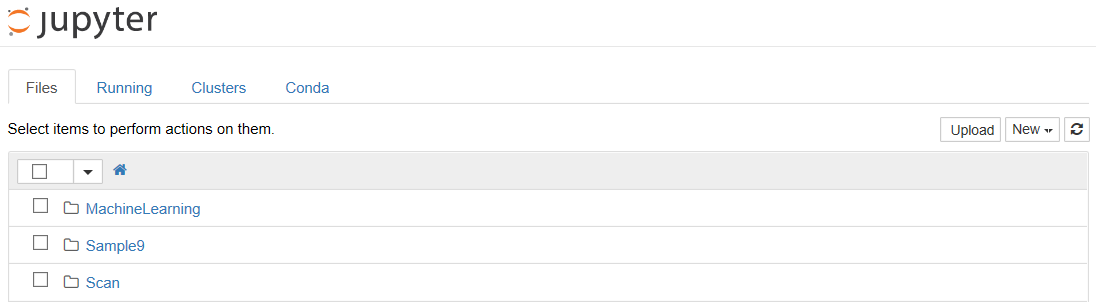 jupyter
Files Running Clusters Conda
Select items to perform actions on them. Upload New
MachineLearning
Sample9
Scan